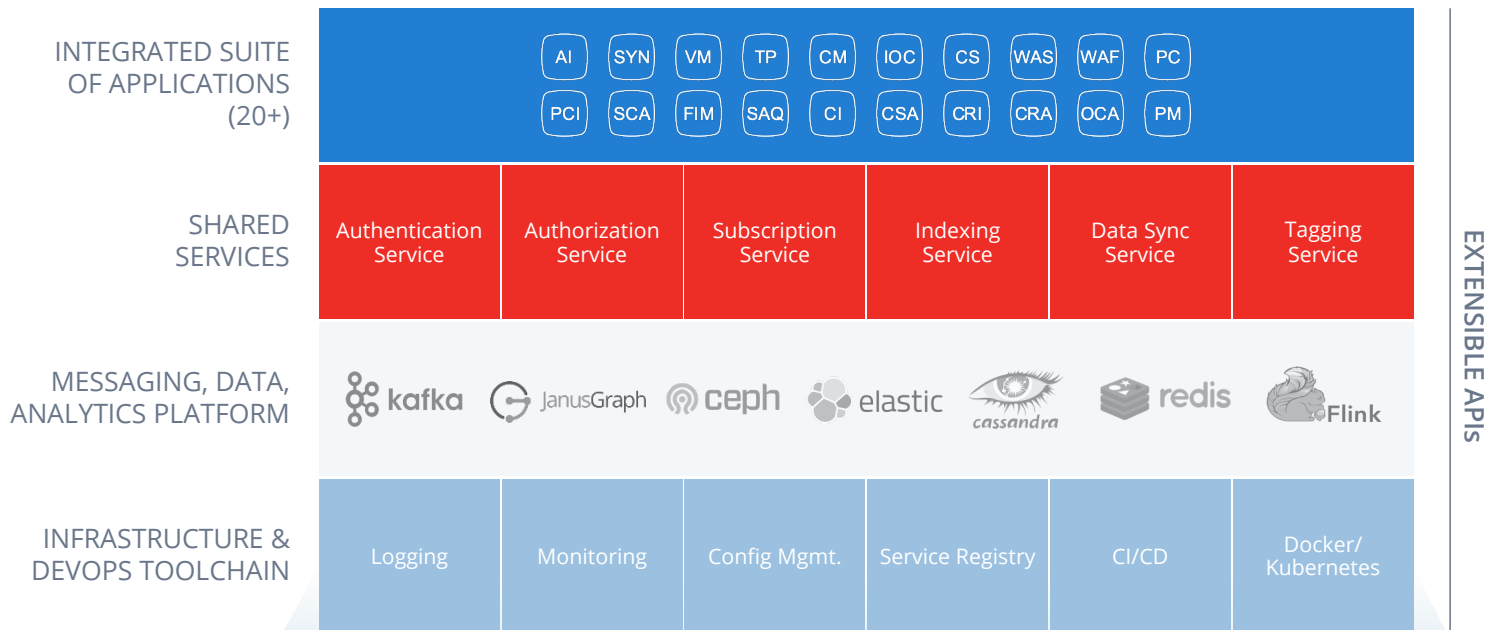 INTEGRATED SUITE
OF APPLICATIONS
(20+)
AI SYN VM TP CM IOC CS WAS WAF PC
PCI SCA FIM SAQ CI CSA CRI CRA OCA PM
SHARED
SERVICES
Authentication
Service
Authorization
Service
Subscription
Service
Indexing
Service
Data Sync
Service
Tagging
Service
MESSAGING, DATA,
ANALYTICS PLATFORM
kafka
JanusGraph
ceph
elastic
cassandra
redis
Flink
INFRASTRUCTURE &
DEVOPS TOOLCHAIN
Logging
Monitoring
Config Mgmt.
Service Registry
CI/CD
Docker/
Kubernetes
EXTENSIBLE APIs